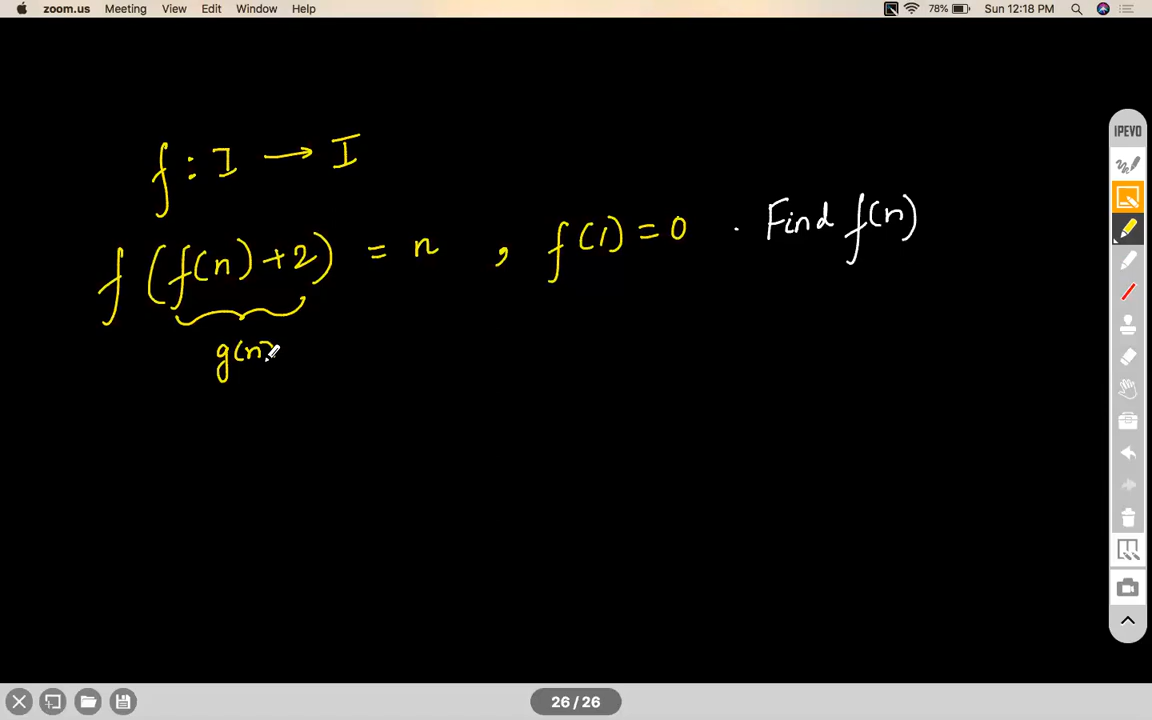 zoom.us Meeting View Edit Window Help 78% Sun 12:18 PM
iPEVO
f : I → I
f(f(n)+2) = n , f(1) = 0 . Find f(n)
g(n)
26 / 26